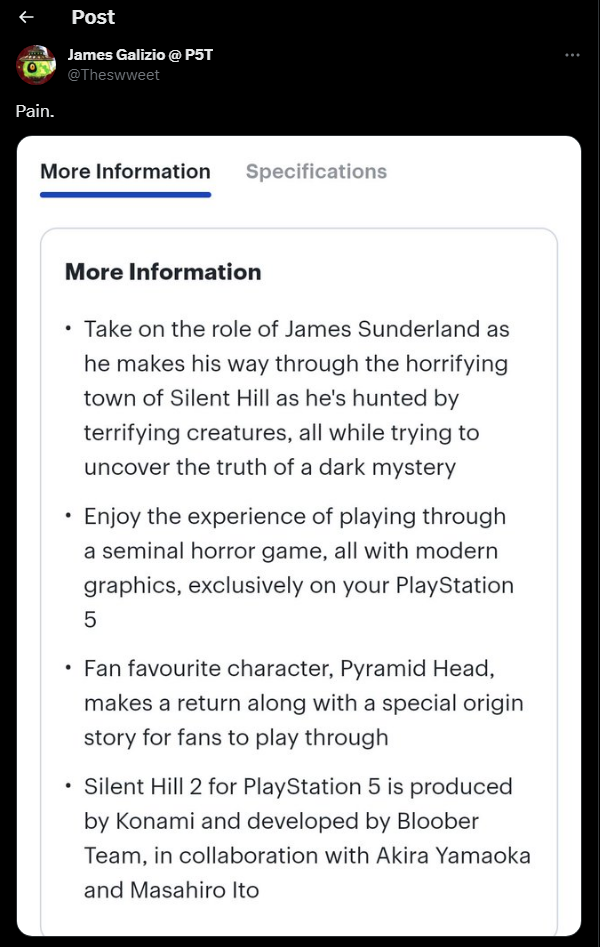 Post
James Galizio @ P5T
@Theswweet
Pain.
More Information
Specifications
More Information
• Take on the role of James Sunderland as
he makes his way through the horrifying
town of Silent Hill as he's hunted by
terrifying creatures, all while trying to
uncover the truth of a dark mystery
• Enjoy the experience of playing through
a seminal horror game, all with modern
graphics, exclusively on your PlayStation
5
• Fan favourite character, Pyramid Head,
makes a return along with a special origin
story for fans to play through
• Silent Hill 2 for PlayStation 5 is produced
by Konami and developed by Bloober
Team, in collaboration with Akira Yamaoka
and Masahiro Ito